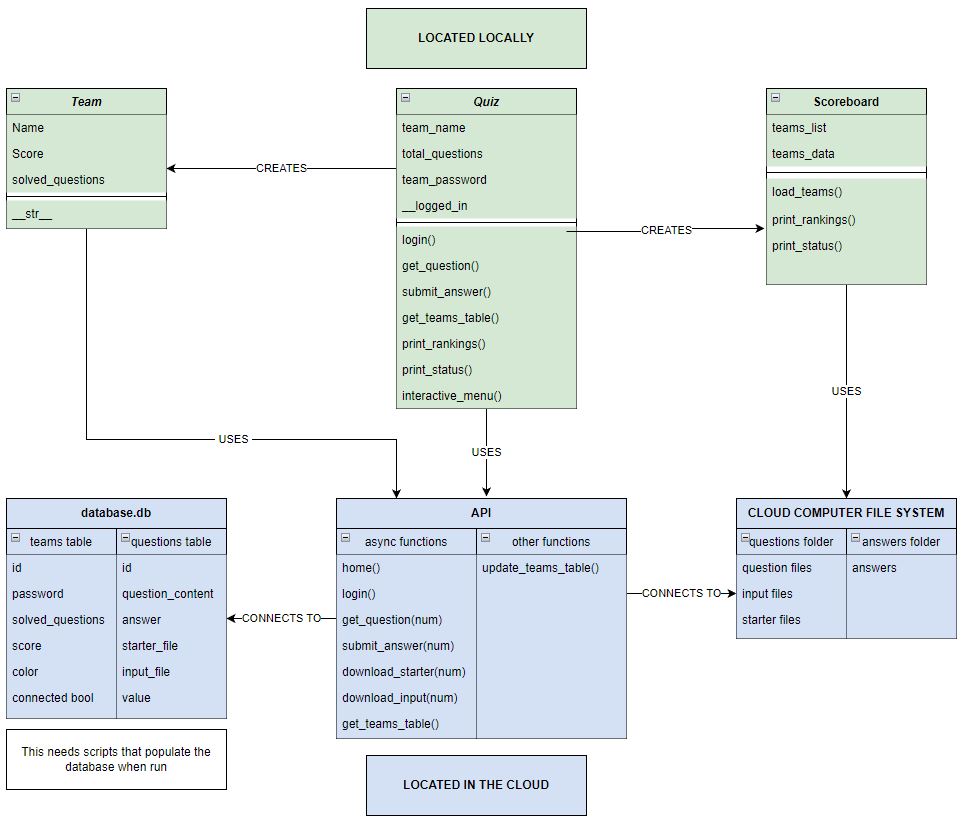 LOCATED LOCALLY
Team
Name
Score
solved_questions
__str__
Quiz
team_name
total_questions
team_password
__logged_in
login()
get_question()
submit_answer()
get_teams_table()
print_rankings()
print_status()
interactive_menu()
Scoreboard
teams_list
teams_data
load_teams()
print_rankings()
print_status()
CREATES
CREATES
USES
USES
USES
database.db
teams table
id
password
solved_questions
score
color
connected bool
questions table
id
question_content
answer
starter_file
input_file
value
CONNECTS TO
API
async functions
home()
login()
get_question(num)
submit_answer(num)
download_starter(num)
download_input(num)
get_teams_table()
other functions
update_teams_table()
CONNECTS TO
CLOUD COMPUTER FILE SYSTEM
questions folder
question files
input files
starter files
answers folder
answers
This needs scripts that populate the
database when run
LOCATED IN THE CLOUD